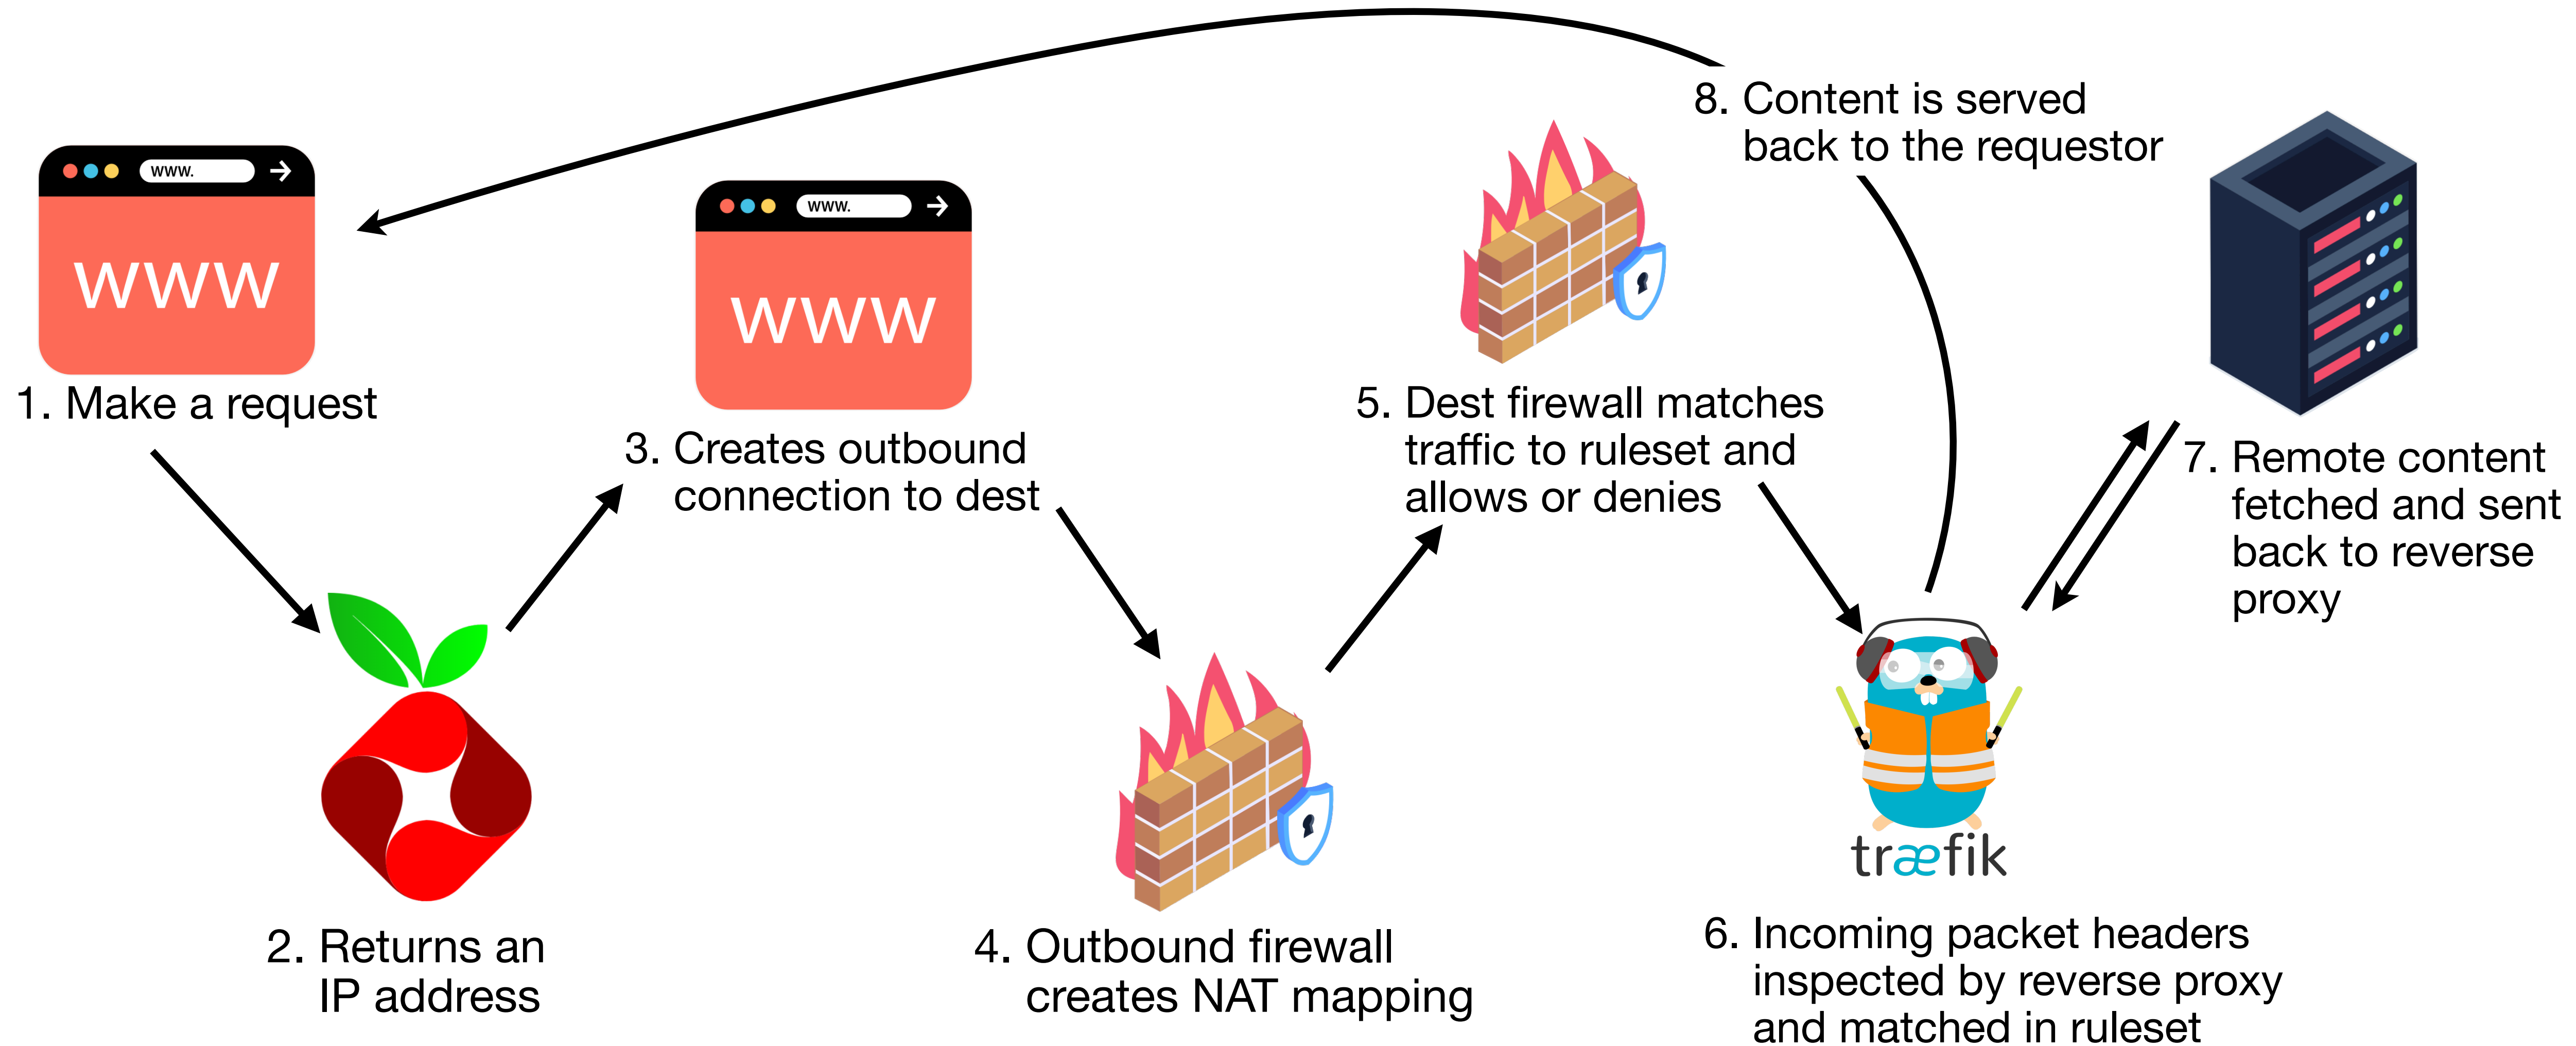 www.
www
1. Make a request
2. Returns an
IP address
www.
www
3. Creates outbound
connection to dest
4. Outbound firewall
creates NAT mapping
5. Dest firewall matches
traffic to ruleset and
allows or denies
træfik
6. Incoming packet headers
inspected by reverse proxy
and matched in ruleset
7. Remote content
fetched and sent
back to reverse
proxy
8. Content is served
back to the requestor